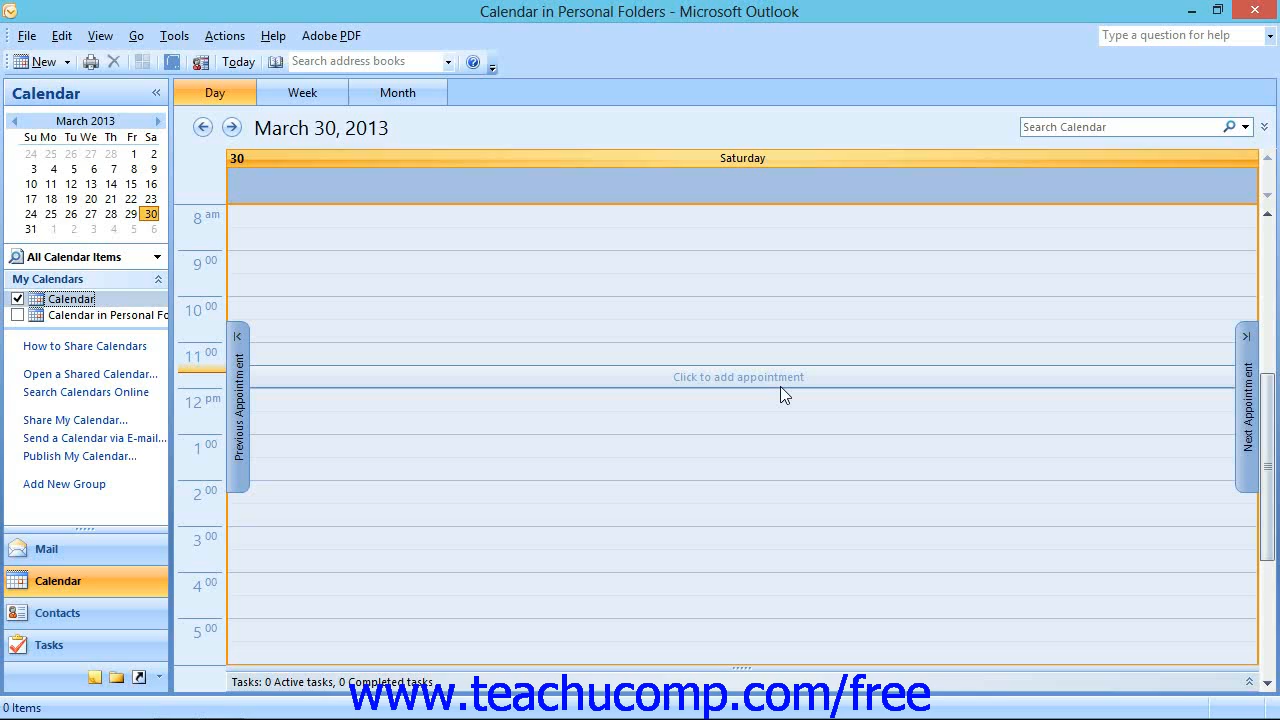 Calendar in Personal Folders - Microsoft Outlook
File Edit View Go Tools Actions Help Adobe PDF
Type a question for help
New Today Search address books
Calendar
Day Week Month
March 2013
Su Mo Tu We Th Fr Sa
24 25 26 27 28 1 2
3 4 5 6 7 8 9
10 11 12 13 14 15 16
17 18 19 20 21 22 23
24 25 26 27 28 29 30
31 1 2 3 4 5 6
March 30, 2013
Search Calendar
30 Saturday
All Calendar Items
My Calendars
Calendar
Calendar in Personal Fo
How to Share Calendars
Open a Shared Calendar...
Search Calendars Online
Share My Calendar...
Send a Calendar via E-mail...
Publish My Calendar...
Add New Group
Mail
Calendar
Contacts
Tasks
8 am
9 00
10 00
11 00
Click to add appointment
12 pm
1 00
2 00
3 00
4 00
5 00
Previous Appointment
Next Appointment
Tasks: 0 Active tasks, 0 Completed tasks
www.teachucomp.com/free
0 Items